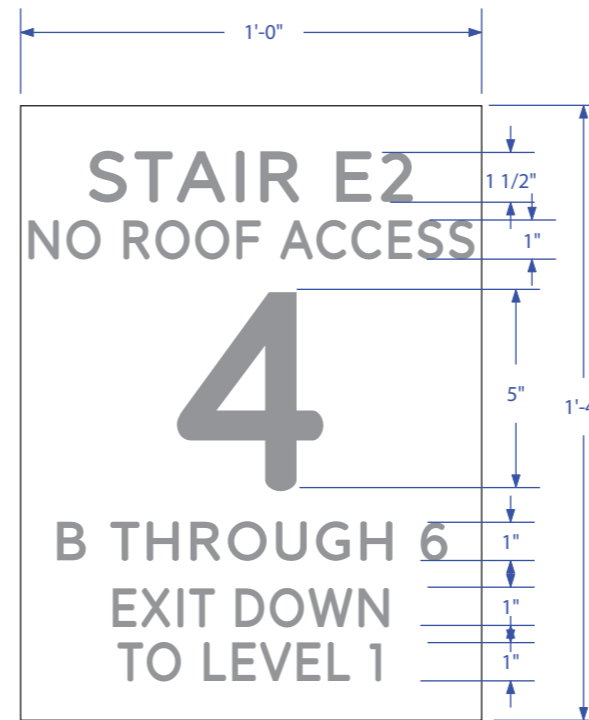 1'-0"
STAIR E2
1 1/2"
NO ROOF ACCESS
1"
4
5"
B THROUGH 6
1"
EXIT DOWN
1"
TO LEVEL 1
1"